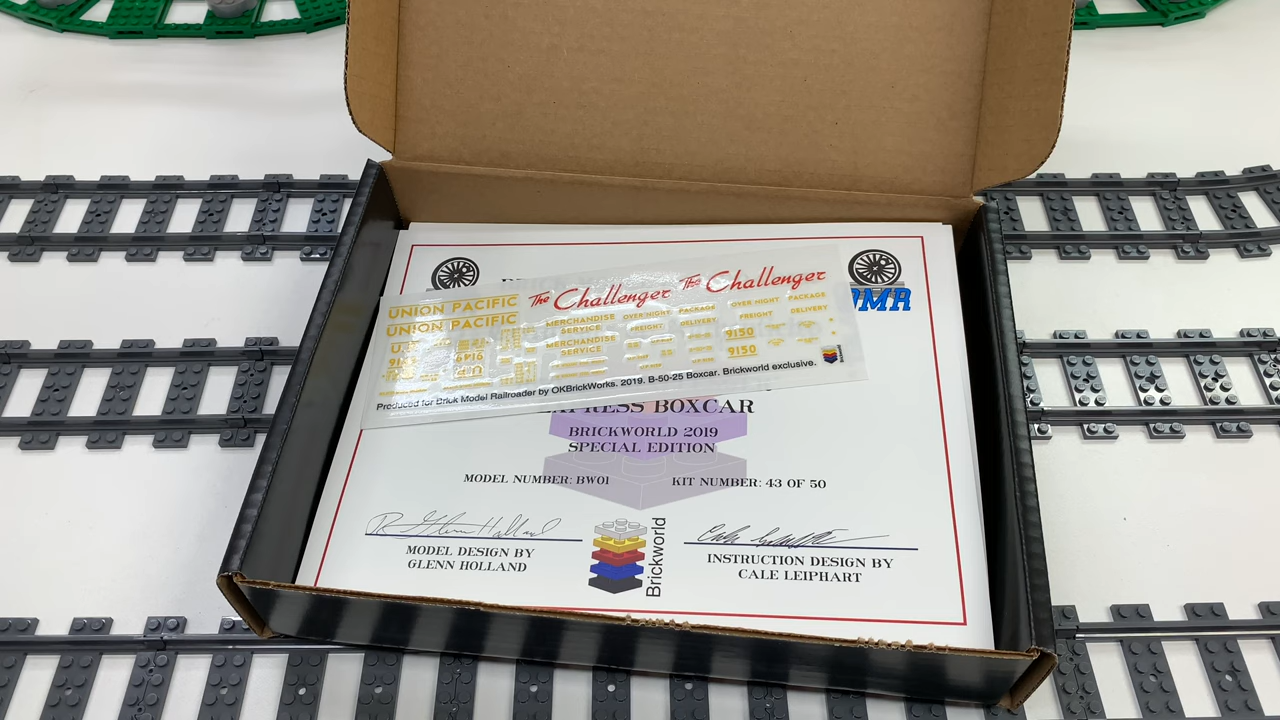 UNION PACIFIC The Challenger The Challenger
UNION PACIFIC MERCHANDISE SERVICE OVER NIGHT FREIGHT PACKAGE DELIVERY OVER NIGHT FREIGHT PACKAGE DELIVERY
MERCHANDISE SERVICE
9150
9150
Produced for Brick Model Railroader by OKBrickWorks. 2019. B-50-25 Boxcar. Brickworld exclusive.
BMR
EXPRESS BOXCAR
BRICKWORLD 2019
SPECIAL EDITION
MODEL NUMBER: BW01 KIT NUMBER: 43 OF 50
MODEL DESIGN BY
GLENN HOLLAND
Brickworld
INSTRUCTION DESIGN BY
CALE LEIPHART